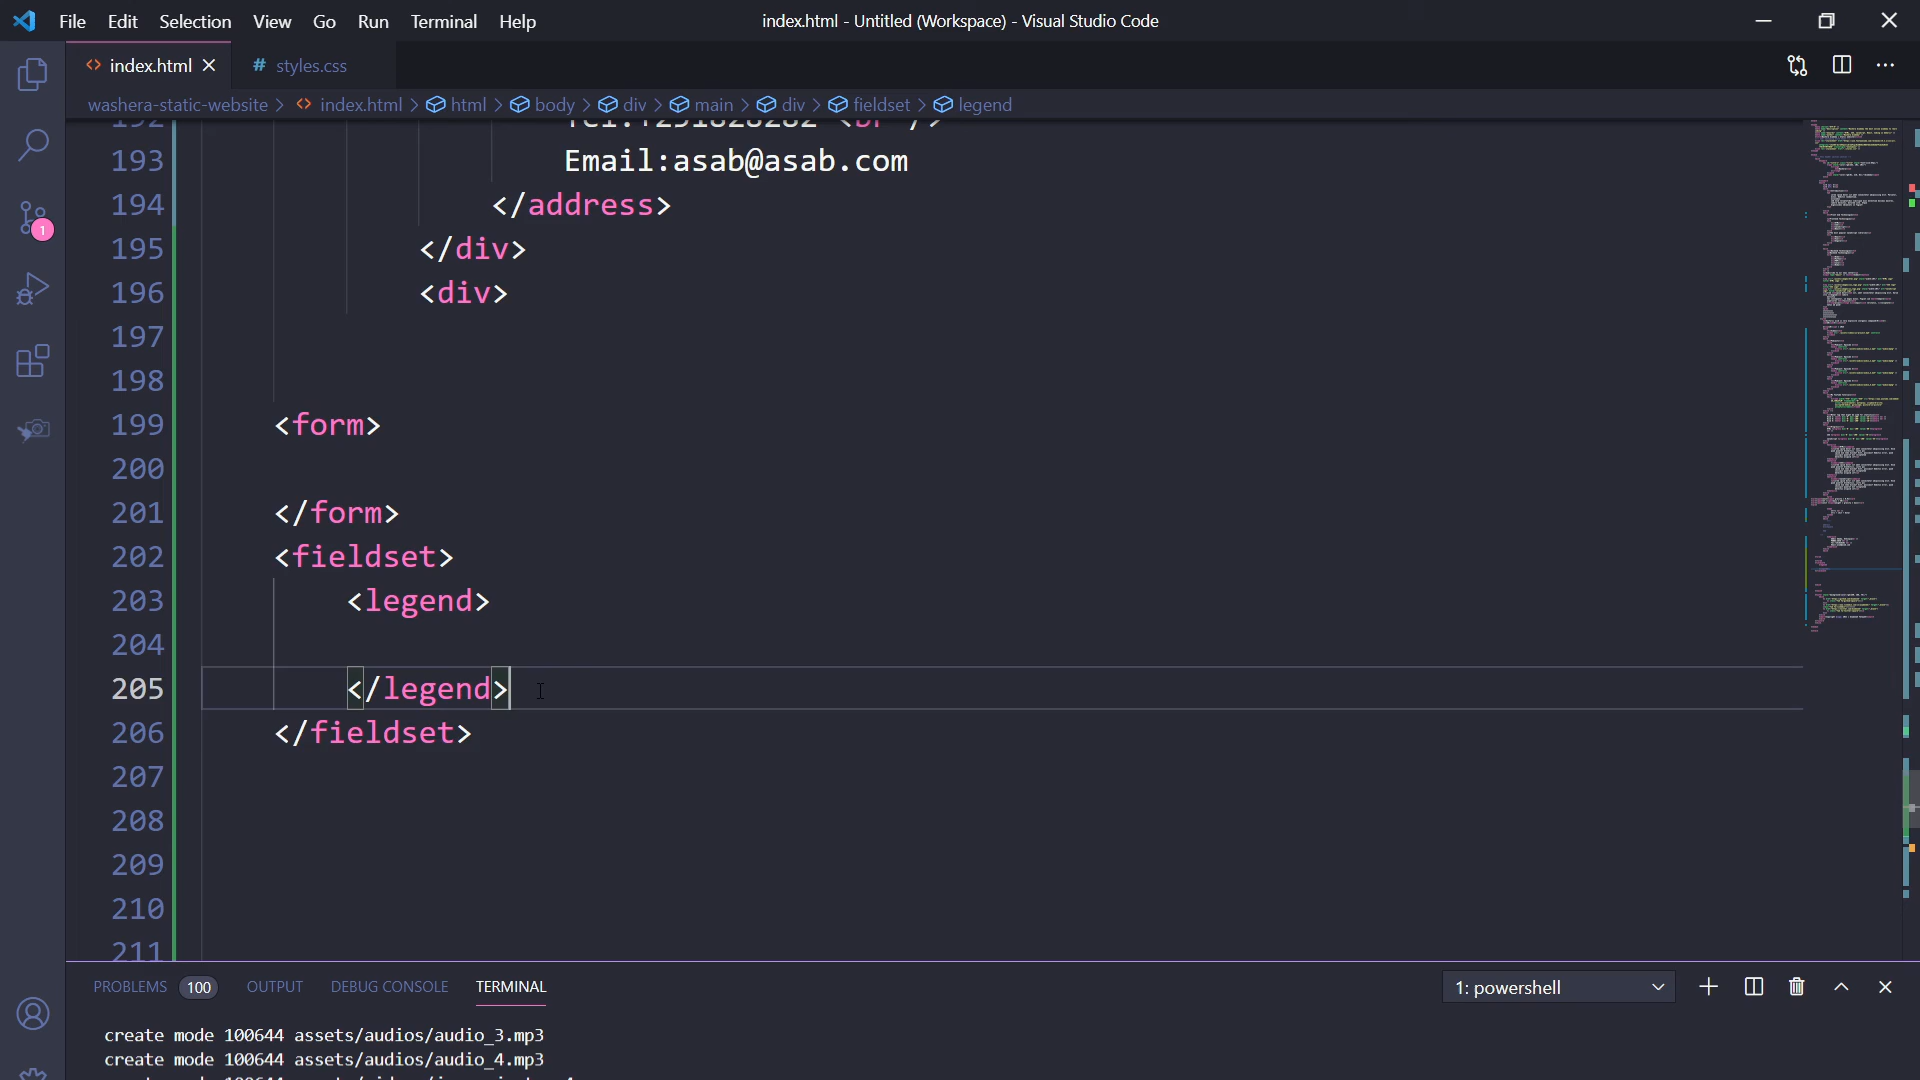 File Edit Selection View Go Run Terminal Help
index.html - Untitled (Workspace) - Visual Studio Code
index.html
# styles.css
washera-static-website > index.html > html > body > div > main > div > fieldset > legend
193 Email:asab@asab.com
194 </address>
195 </div>
196 <div>
197
198
199 <form>
200
201 </form>
202 <fieldset>
203 <legend>
204
205 </legend>
206 </fieldset>
207
208
209
210
211
1
PROBLEMS 100 OUTPUT DEBUG CONSOLE TERMINAL
1: powershell
create mode 100644 assets/audios/audio_3.mp3
create mode 100644 assets/audios/audio_4.mp3